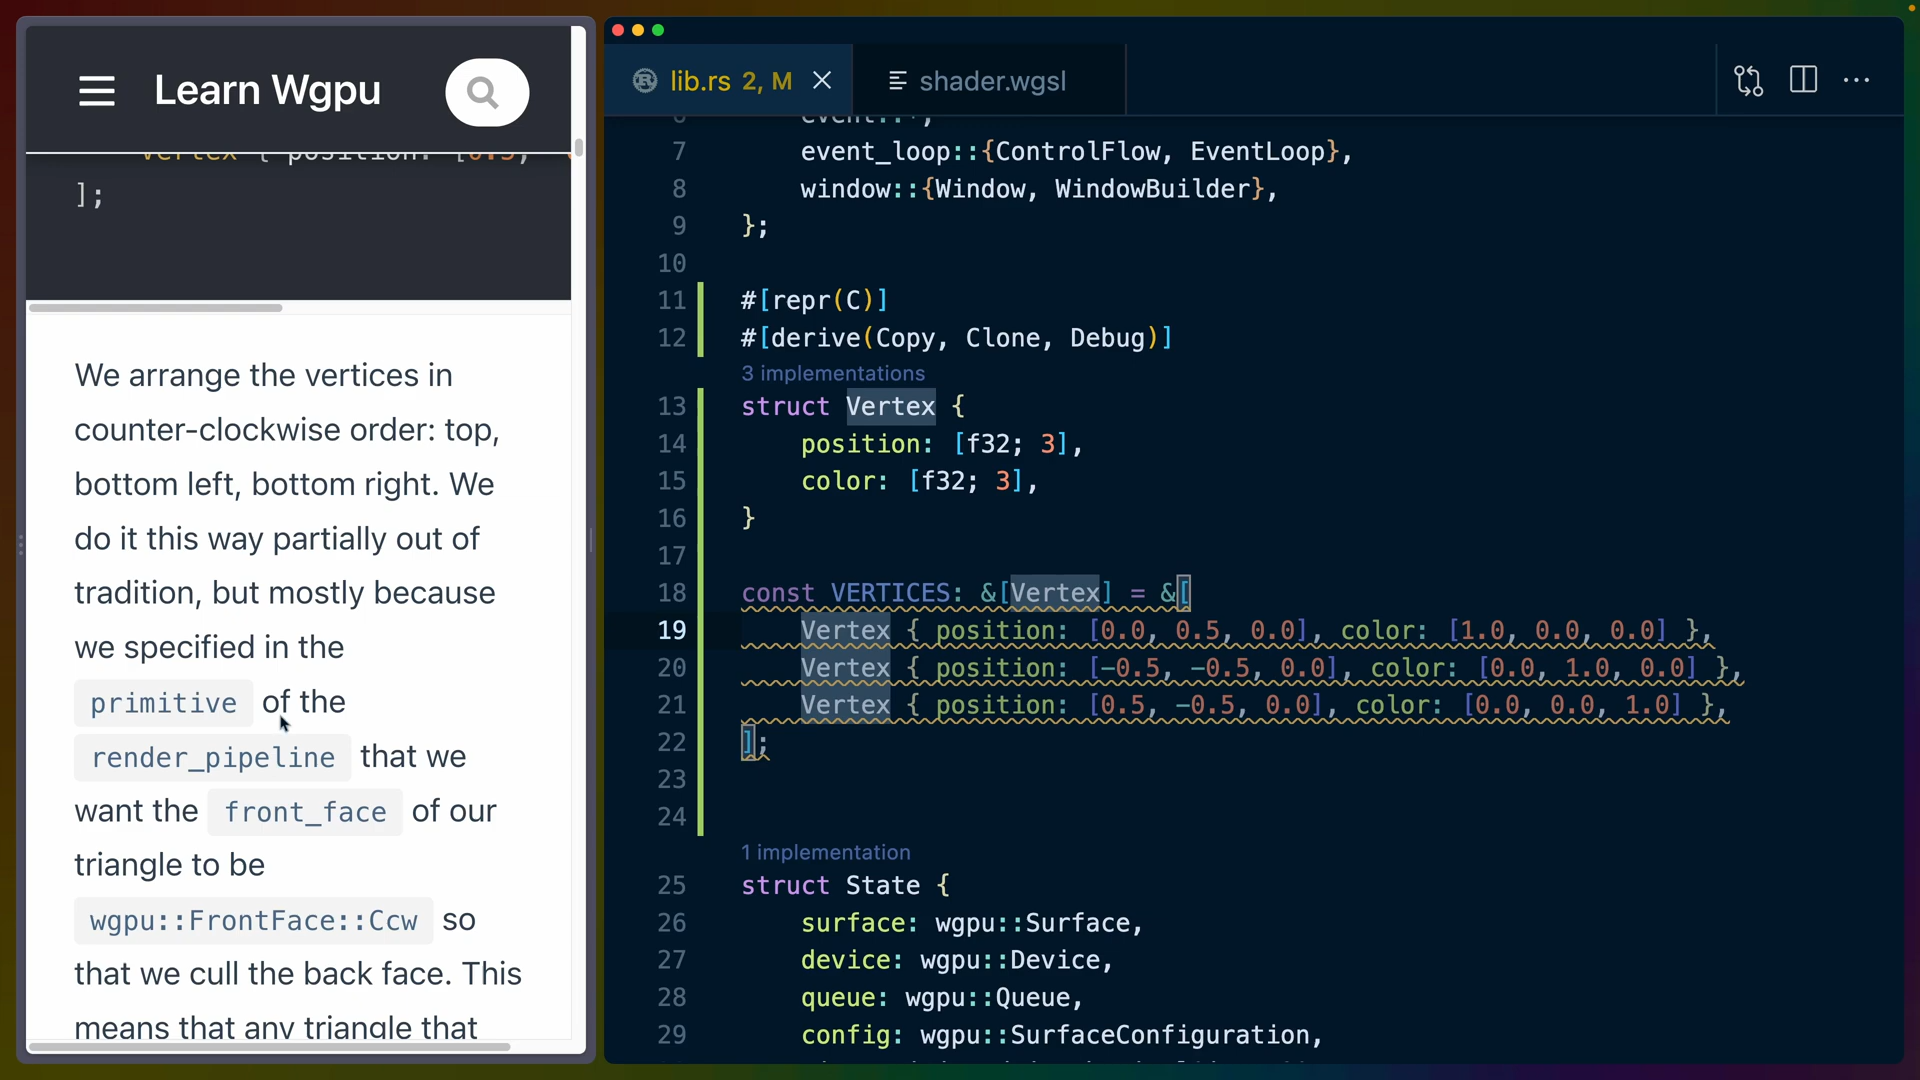 Learn Wgpu
];
We arrange the vertices in
counter-clockwise order: top,
bottom left, bottom right. We
do it this way partially out of
tradition, but mostly because
we specified in the
primitive of the
render_pipeline that we
want the front_face of our
triangle to be
wgpu::FrontFace::Ccw so
that we cull the back face. This
means that any triangle that
lib.rs 2, M
shader.wgsl
7 event_loop::{ControlFlow, EventLoop},
8 window::{Window, WindowBuilder},
9 };
10
11 #[repr(C)]
12 #[derive(Copy, Clone, Debug)]
3 implementations
13 struct Vertex {
14 position: [f32; 3],
15 color: [f32; 3],
16 }
17
18 const VERTICES: &[Vertex] = &[
19 Vertex { position: [0.0, 0.5, 0.0], color: [1.0, 0.0, 0.0] },
20 Vertex { position: [-0.5, -0.5, 0.0], color: [0.0, 1.0, 0.0] },
21 Vertex { position: [0.5, -0.5, 0.0], color: [0.0, 0.0, 1.0] },
22 ];
23
24
1 implementation
25 struct State {
26 surface: wgpu::Surface,
27 device: wgpu::Device,
28 queue: wgpu::Queue,
29 config: wgpu::SurfaceConfiguration,